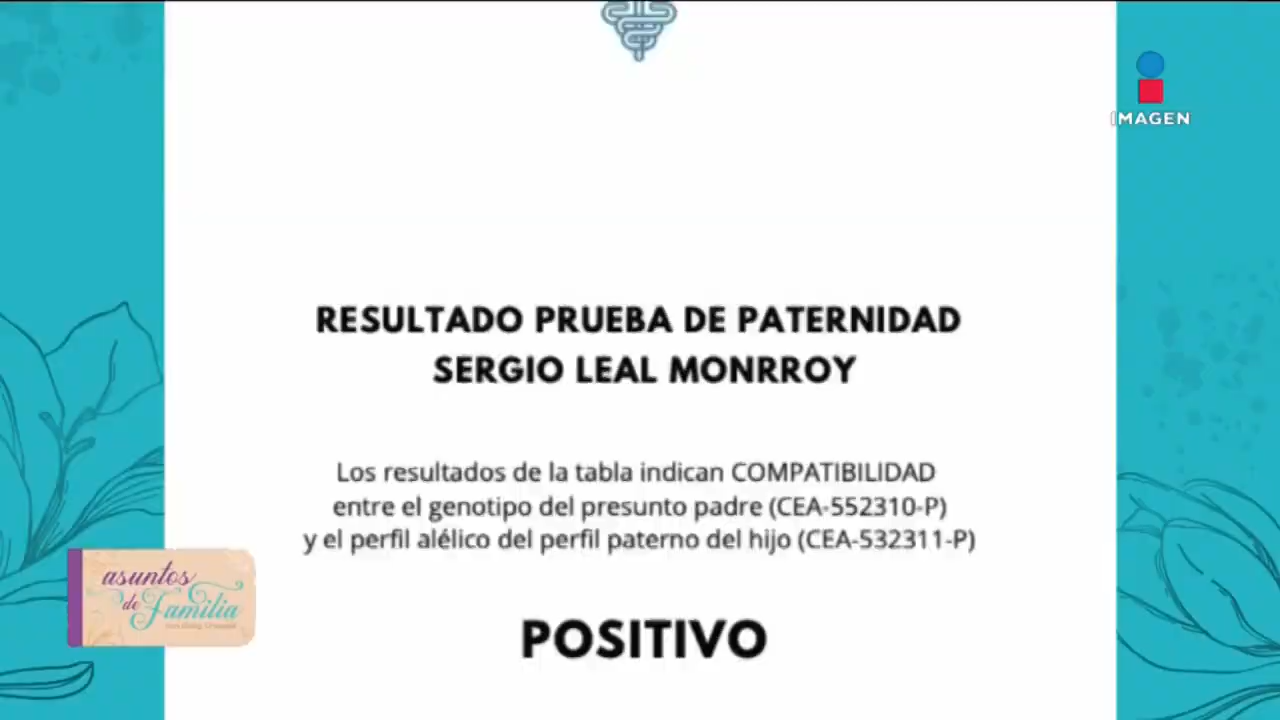 IMAGEN
RESULTADO PRUEBA DE PATERNIDAD
SERGIO LEAL MONRROY
Los resultados de la tabla indican COMPATIBILIDAD
entre el genotipo del presunto padre (CEA-552310-P)
y el perfil alélico del perfil paterno del hijo (CEA-532311-P)
asuntos
de
Familia
POSITIVO